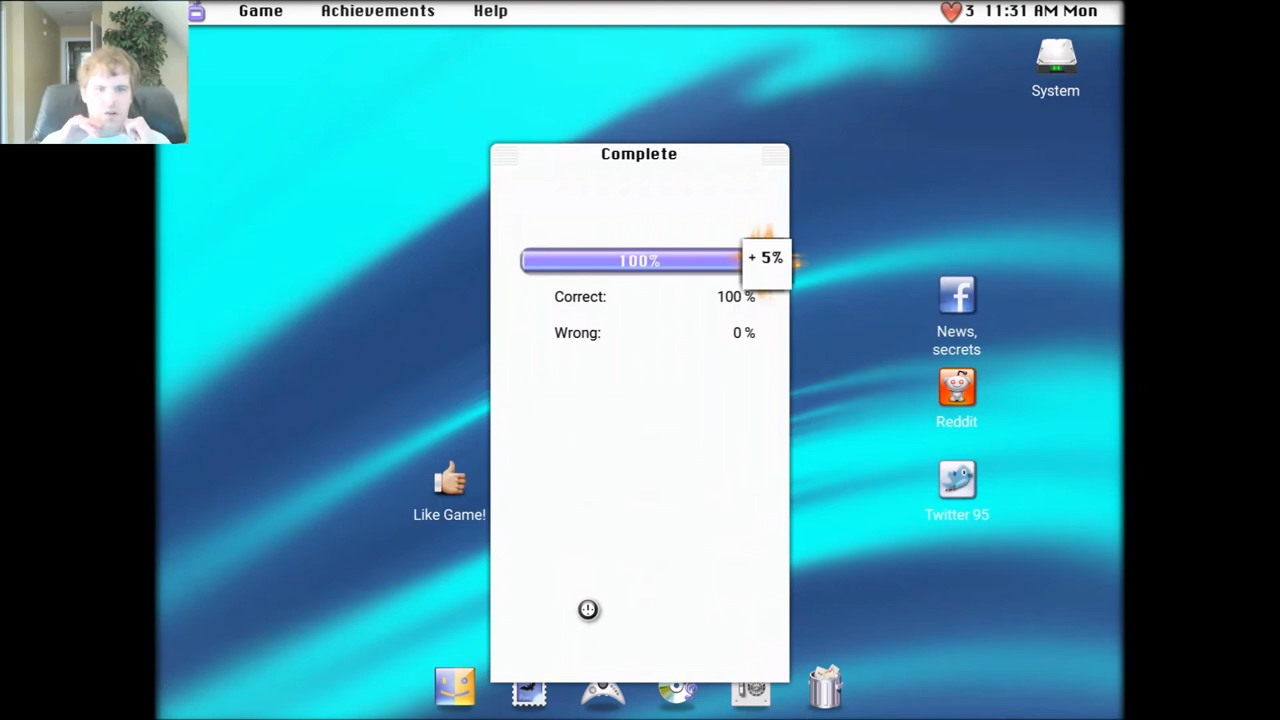 Game Achievements Help 3 11:31 AM Mon
System
Complete
100%
+ 5%
Correct: 100 %
Wrong: 0 %
News,
secrets
Reddit
Like Game!
Twitter 95